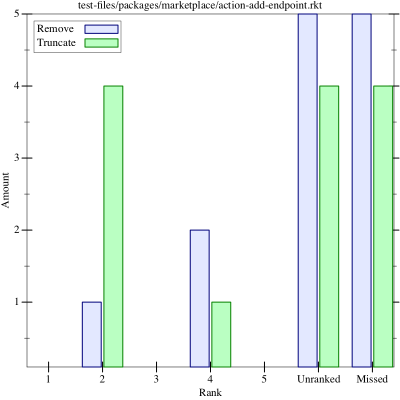 test-files/packages/marketplace/action-add-endpoint.rkt
Remove
Truncate
5
4
3
2
1
Amount
1 2 3 4 5 Unranked Missed
Rank